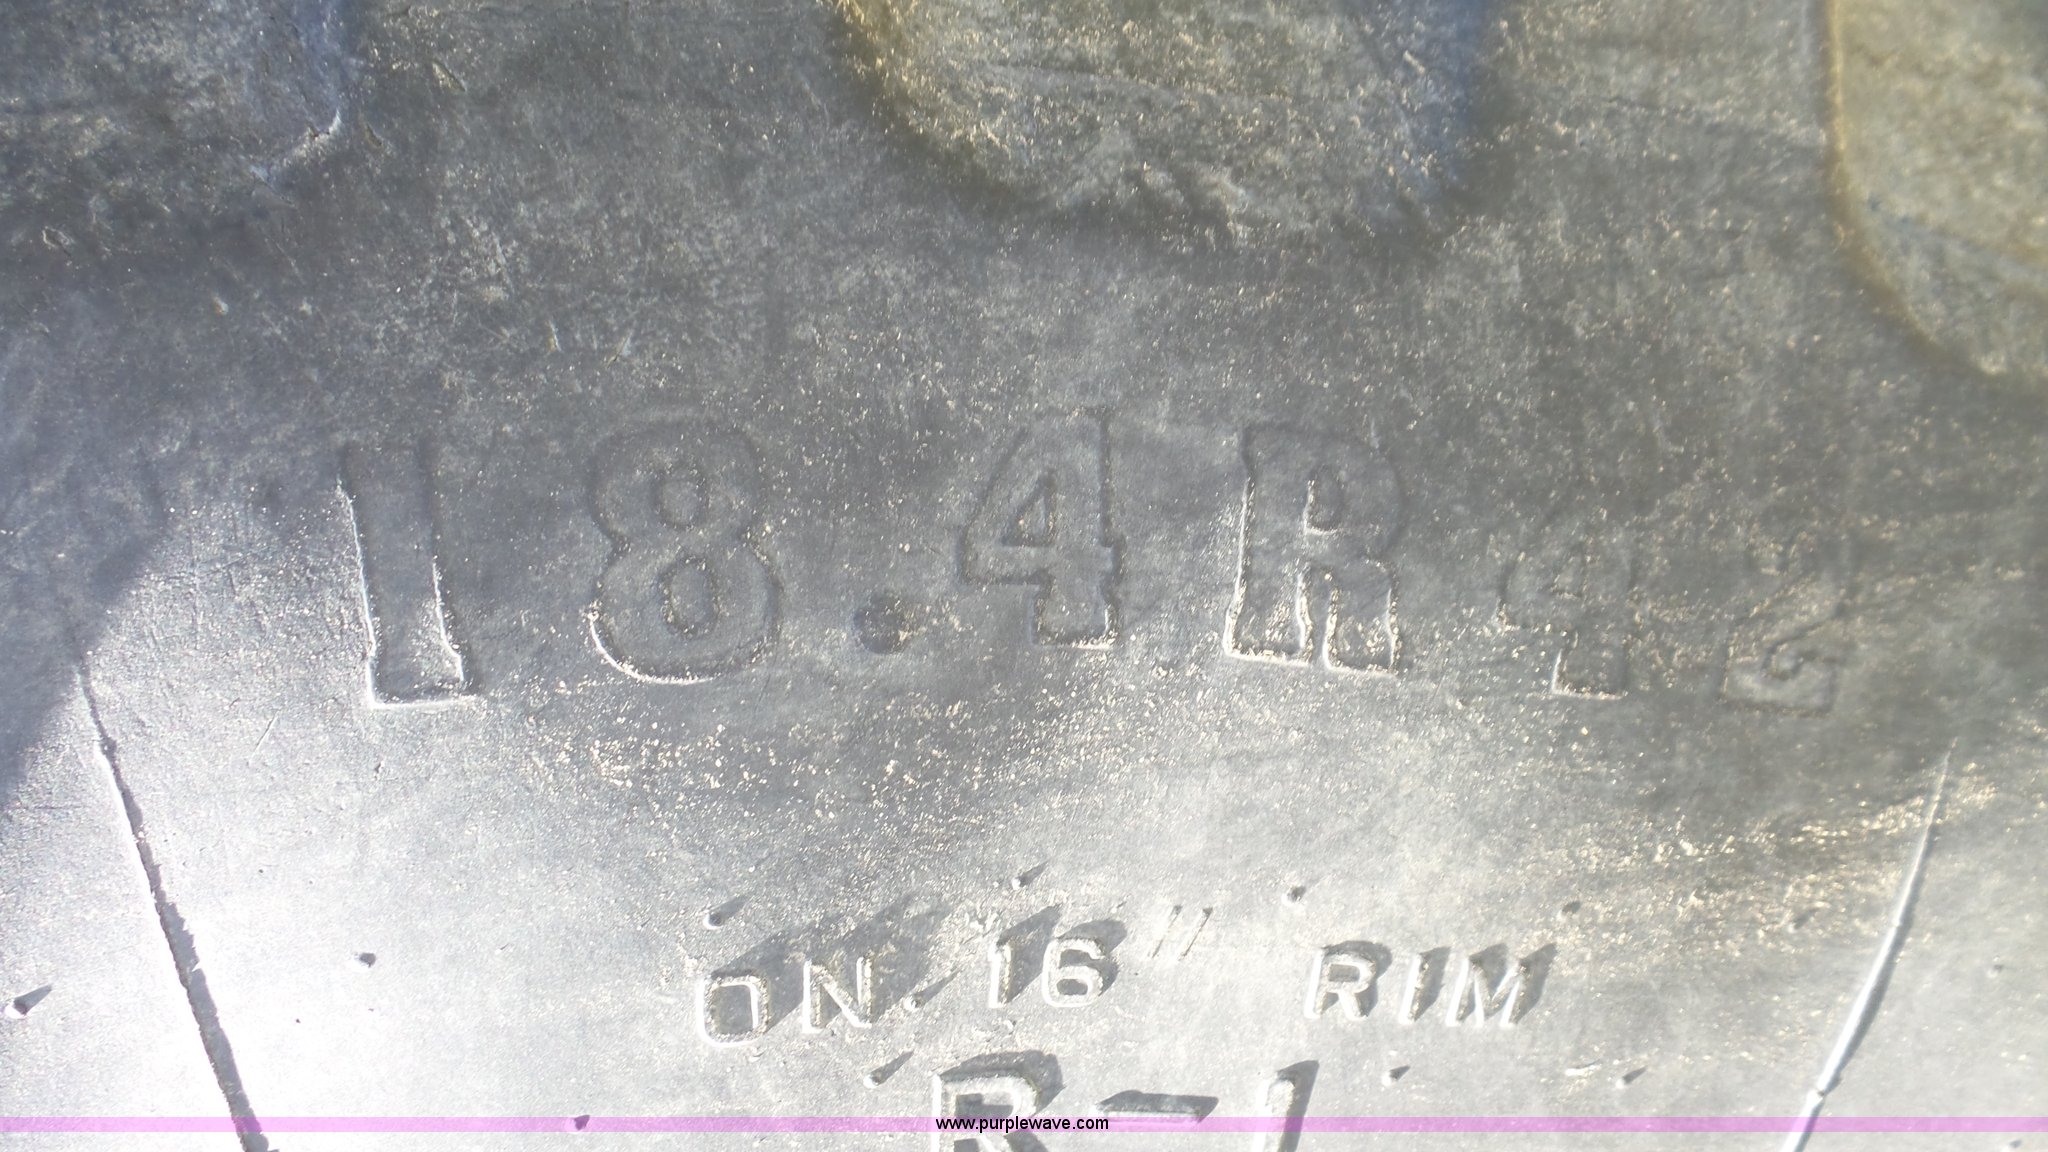 18.4R42
ON 16" RIM
R-1
www.purplewave.com